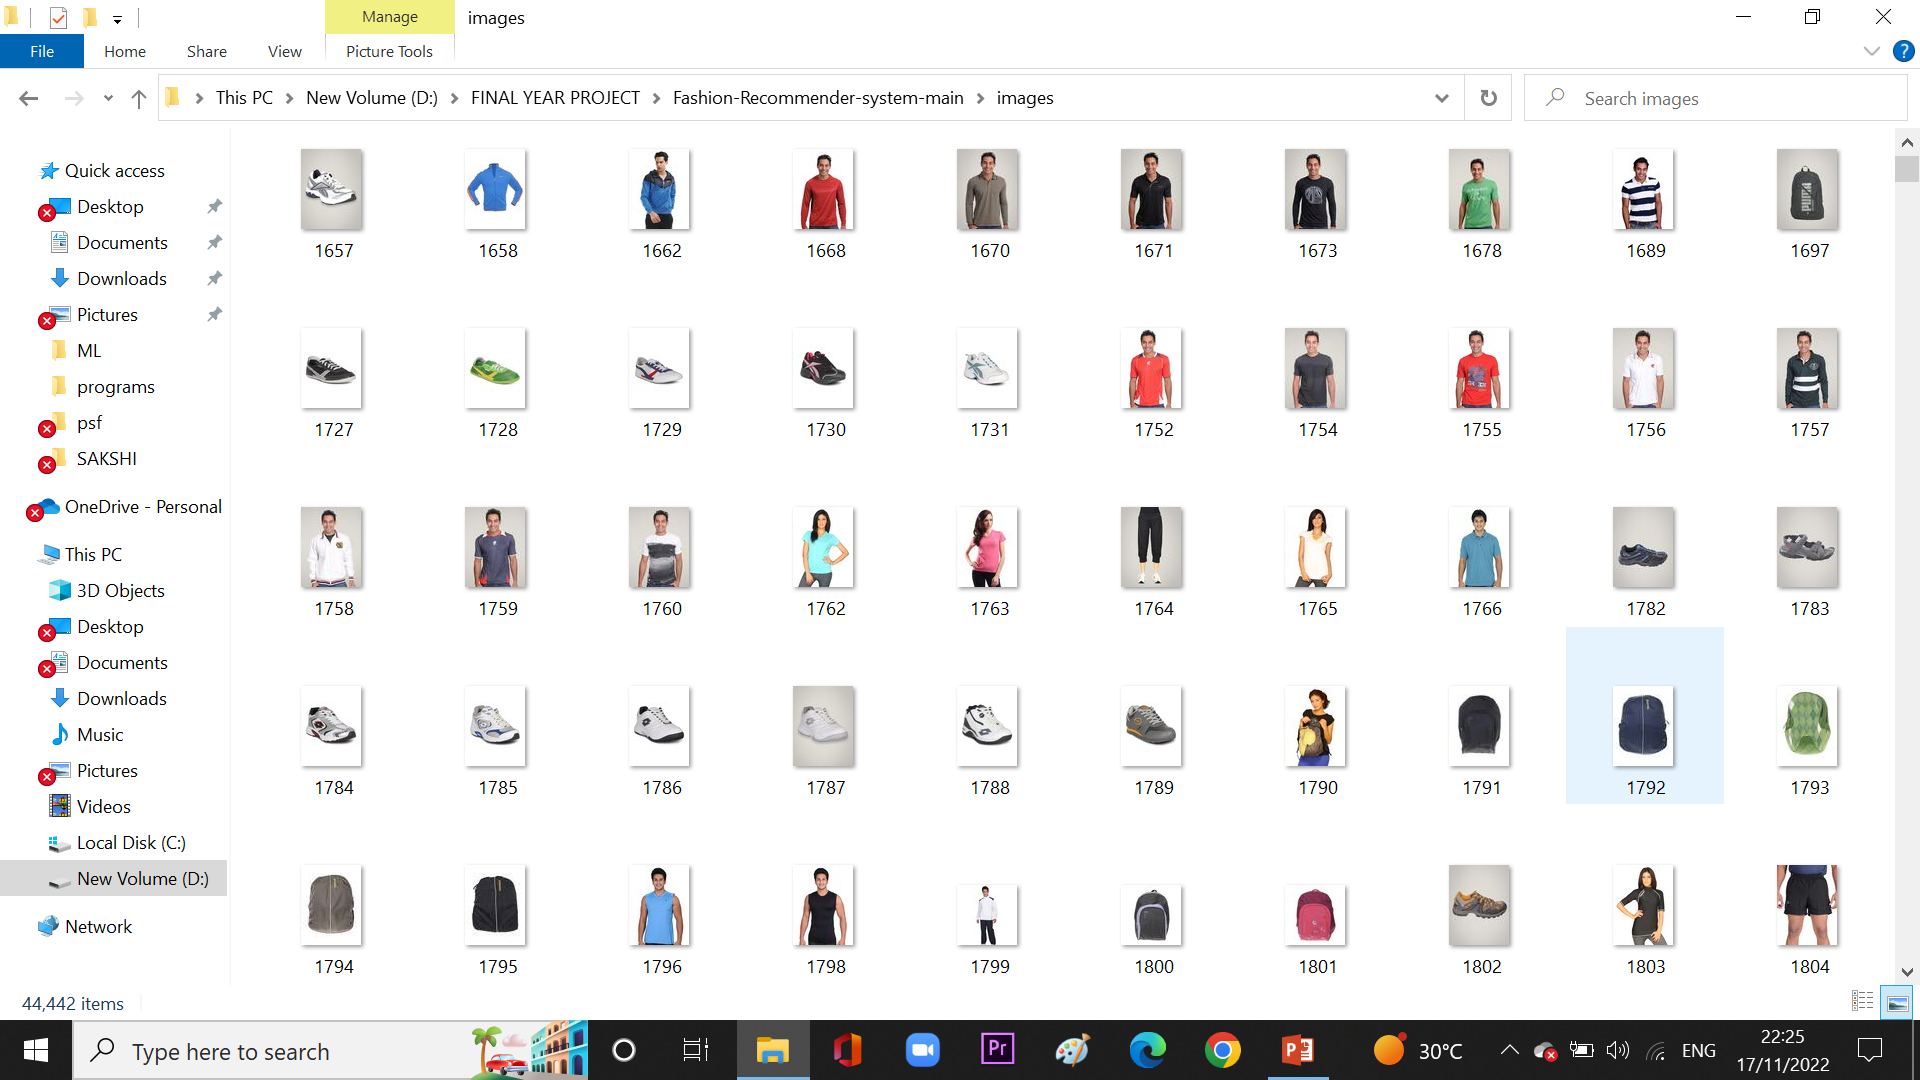 Manage
images
File
Home
Share
View
Picture Tools
This PC
New Volume (D:)
FINAL YEAR PROJECT
Fashion-Recommender-system-main
images
Search images
Quick access
Desktop
Documents
Downloads
Pictures
ML
programs
psf
SAKSHI
OneDrive - Personal
This PC
3D Objects
Desktop
Documents
Downloads
Music
Pictures
Videos
Local Disk (C:)
New Volume (D:)
Network
1657 1658 1662 1668 1670 1671 1673 1678 1689 1697
1727 1728 1729 1730 1731 1752 1754 1755 1756 1757
1758 1759 1760 1762 1763 1764 1765 1766 1782 1783
1784 1785 1786 1787 1788 1789 1790 1791 1792 1793
1794 1795 1796 1798 1799 1800 1801 1802 1803 1804
44,442 items
Type here to search
Pr
30°C
ENG
22:25
17/11/2022